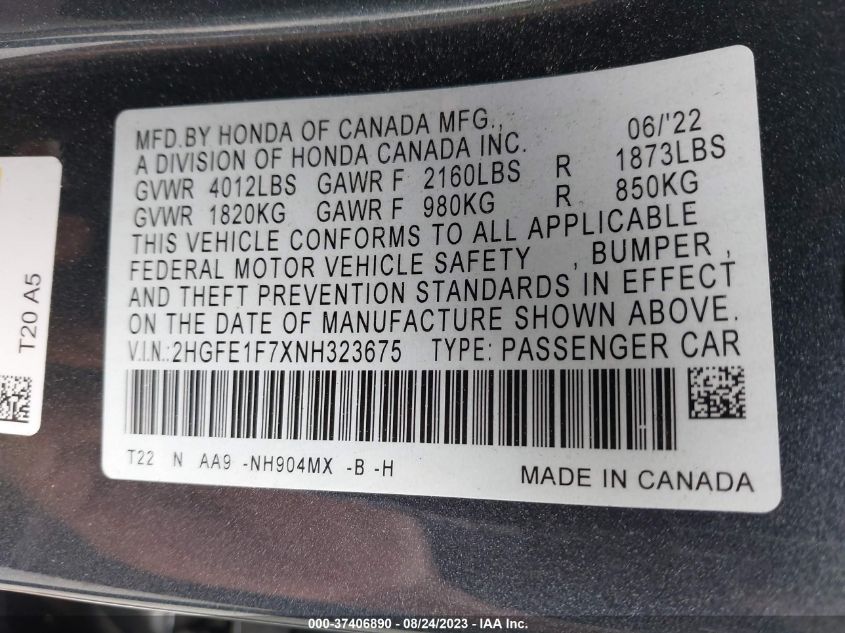 MFD.BY HONDA OF CANADA MFG., 06/'22
A DIVISION OF HONDA CANADA INC.
GVWR 4012LBS GAWR F 2160LBS R 1873LBS
GVWR 1820KG GAWR F 980KG R 850KG
THIS VEHICLE CONFORMS TO ALL APPLICABLE
FEDERAL MOTOR VEHICLE SAFETY , BUMPER ,
AND THEFT PREVENTION STANDARDS IN EFFECT
ON THE DATE OF MANUFACTURE SHOWN ABOVE.
V.I.N.:2HGFE1F7XNH323675 TYPE: PASSENGER CAR
T22 N AA9 -NH904MX -B -H
MADE IN CANADA
T20 A5
000-37406890 - 08/24/2023 - IAA Inc.